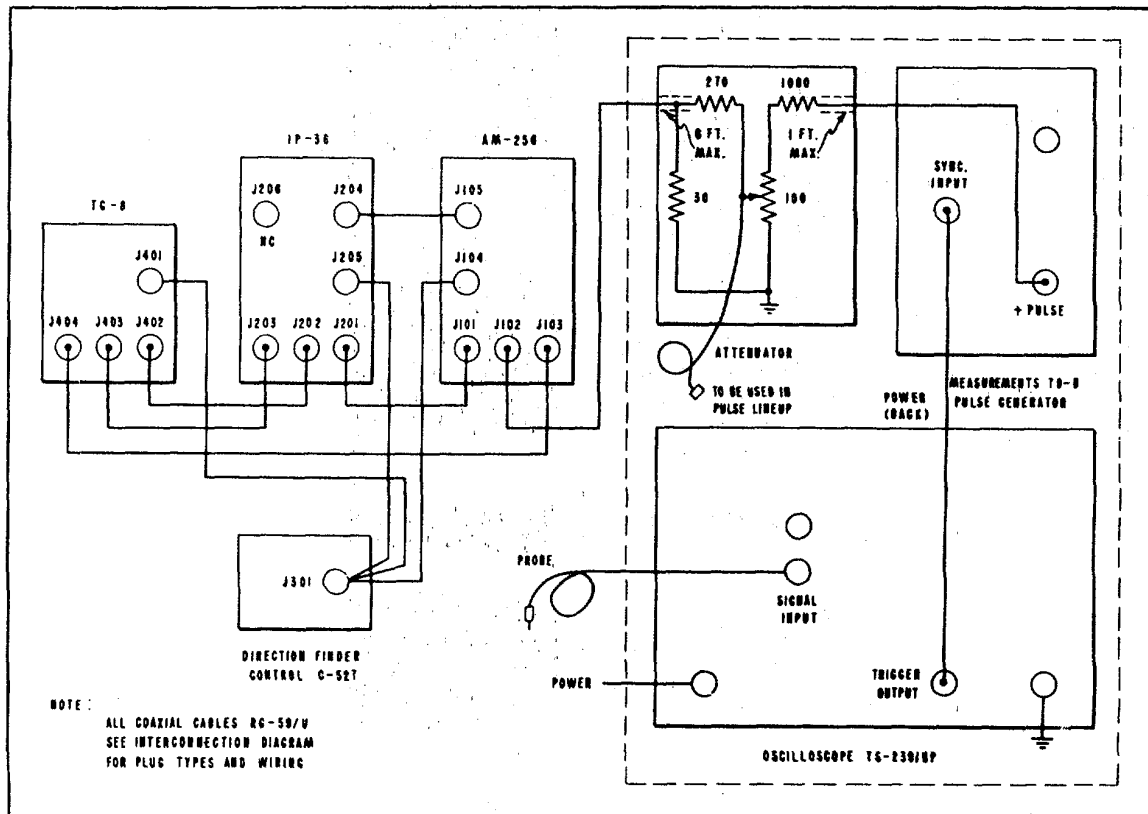 TG-8
J401
J404 J403 J402
IP-36
J206
NC
J204
J205
J203 J202 J201
AM-256
J105
J104
J101 J102 J103
270
1000
6 FT.
MAX.
1 FT.
MAX.
30
100
ATTENUATOR
TO BE USED IN
PULSE LINEUP
SYNC.
INPUT
+ PULSE
POWER
(BACK)
MEASUREMENTS 79-B
PULSE GENERATOR
J301
DIRECTION FINDER
CONTROL C-527
PROBE
SIGNAL
INPUT
POWER
TRIGGER
OUTPUT
OSCILLOSCOPE TS-239/UP
NOTE:
ALL COAXIAL CABLES RG-59/U
SEE INTERCONNECTION DIAGRAM
FOR PLUG TYPES AND WIRING